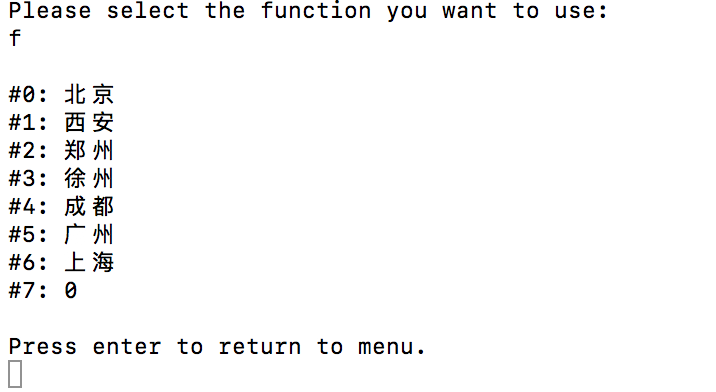 Please select the function you want to use:
f
#0: 北京
#1: 西安
#2: 郑州
#3: 徐州
#4: 成都
#5: 广州
#6: 上海
#7: 0
Press enter to return to menu.